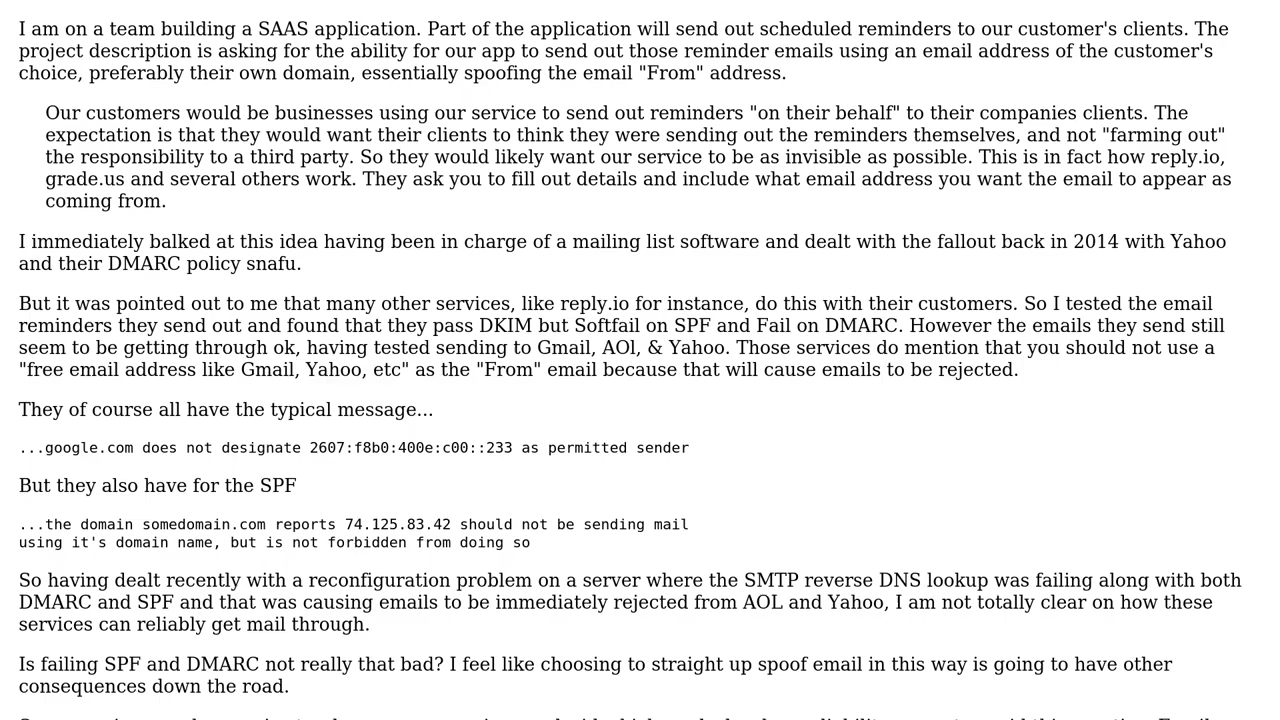 I am on a team building a SAAS application. Part of the application will send out scheduled reminders to our customer's clients. The
project description is asking for the ability for our app to send out those reminder emails using an email address of the customer's
choice, preferably their own domain, essentially spoofing the email "From" address.
Our customers would be businesses using our service to send out reminders "on their behalf" to their companies clients. The
expectation is that they would want their clients to think they were sending out the reminders themselves, and not "farming out"
the responsibility to a third party. So they would likely want our service to be as invisible as possible. This is in fact how reply.io,
grade.us and several others work. They ask you to fill out details and include what email address you want the email to appear as
coming from.
I immediately balked at this idea having been in charge of a mailing list software and dealt with the fallout back in 2014 with Yahoo
and their DMARC policy snafu.
But it was pointed out to me that many other services, like reply.io for instance, do this with their customers. So I tested the email
reminders they send out and found that they pass DKIM but Softfail on SPF and Fail on DMARC. However the emails they send still
seem to be getting through ok, having tested sending to Gmail, AOl, & Yahoo. Those services do mention that you should not use a
"free email address like Gmail, Yahoo, etc" as the "From" email because that will cause emails to be rejected.
They of course all have the typical message...
...google.com does not designate 2607:f8b0:400e:c00::233 as permitted sender
But they also have for the SPF
...the domain somedomain.com reports 74.125.83.42 should not be sending mail
using it's domain name, but is not forbidden from doing so
So having dealt recently with a reconfiguration problem on a server where the SMTP reverse DNS lookup was failing along with both
DMARC and SPF and that was causing emails to be immediately rejected from AOL and Yahoo, I am not totally clear on how these
services can reliably get mail through.
Is failing SPF and DMARC not really that bad? I feel like choosing to straight up spoof email in this way is going to have other
consequences down the road.